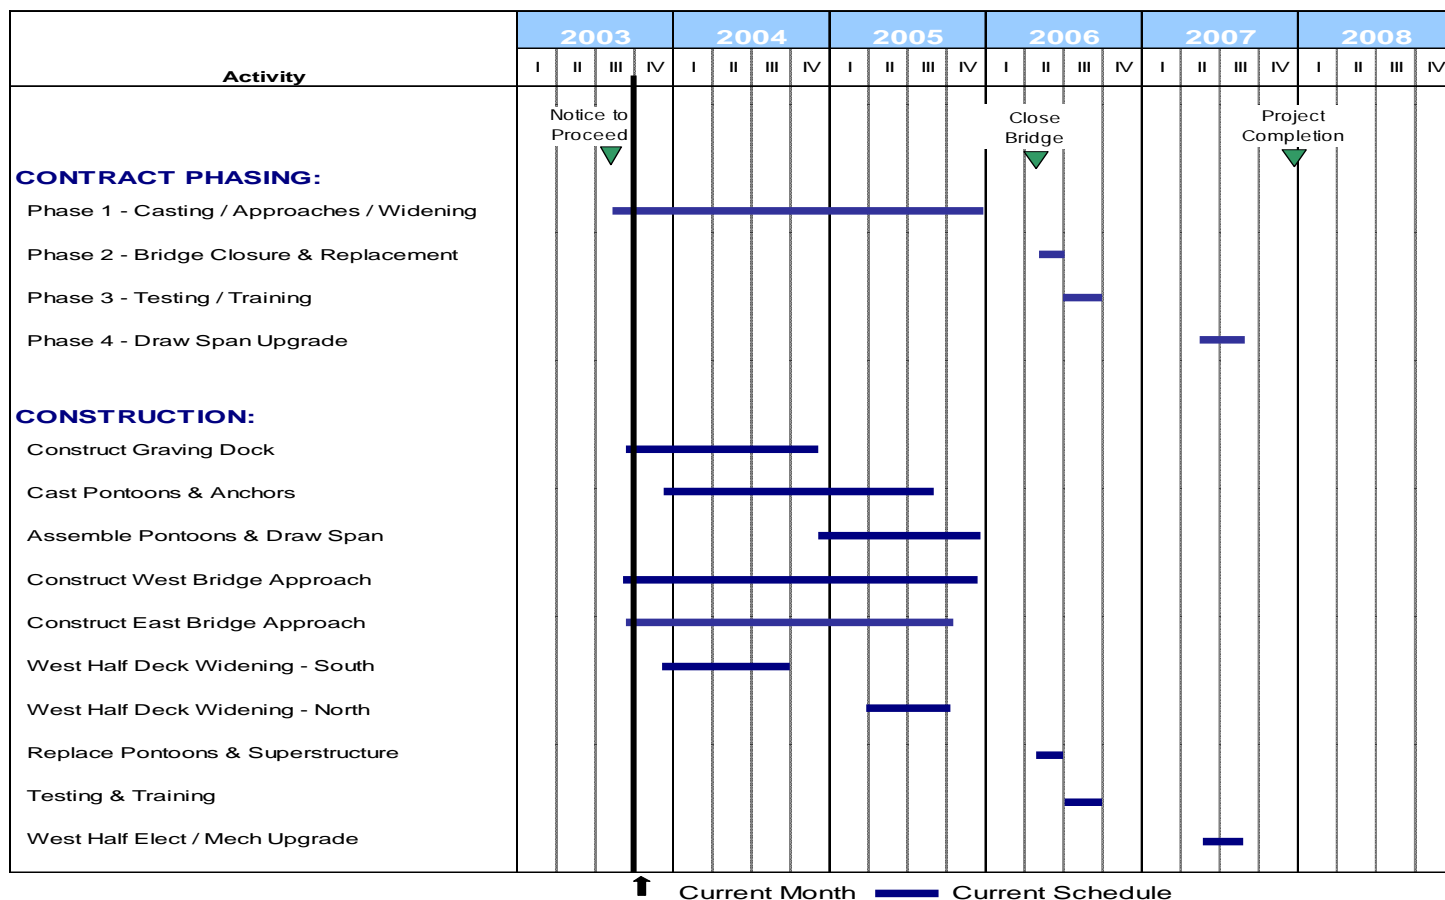 2003 2004 2005 2006 2007 2008
Activity I II III IV I II III IV I II III IV I II III IV I II III IV I II III IV
Notice to
Proceed
Close
Bridge
Project
Completion
CONTRACT PHASING:
Phase 1 - Casting / Approaches / Widening
Phase 2 - Bridge Closure & Replacement
Phase 3 - Testing / Training
Phase 4 - Draw Span Upgrade
CONSTRUCTION:
Construct Graving Dock
Cast Pontoons & Anchors
Assemble Pontoons & Draw Span
Construct West Bridge Approach
Construct East Bridge Approach
West Half Deck Widening - South
West Half Deck Widening - North
Replace Pontoons & Superstructure
Testing & Training
West Half Elect / Mech Upgrade
Current Month Current Schedule